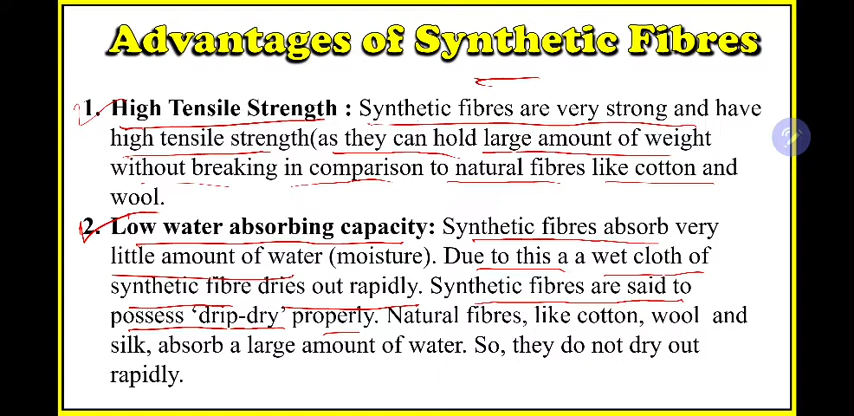 Advantages of Synthetic Fibres
1. High Tensile Strength : Synthetic fibres are very strong and have
high tensile strength(as they can hold large amount of weight
without breaking in comparison to natural fibres like cotton and
wool.
2. Low water absorbing capacity: Synthetic fibres absorb very
little amount of water (moisture). Due to this a a wet cloth of
synthetic fibre dries out rapidly. Synthetic fibres are said to
possess ‘drip-dry’ properly. Natural fibres, like cotton, wool and
silk, absorb a large amount of water. So, they do not dry out
rapidly.